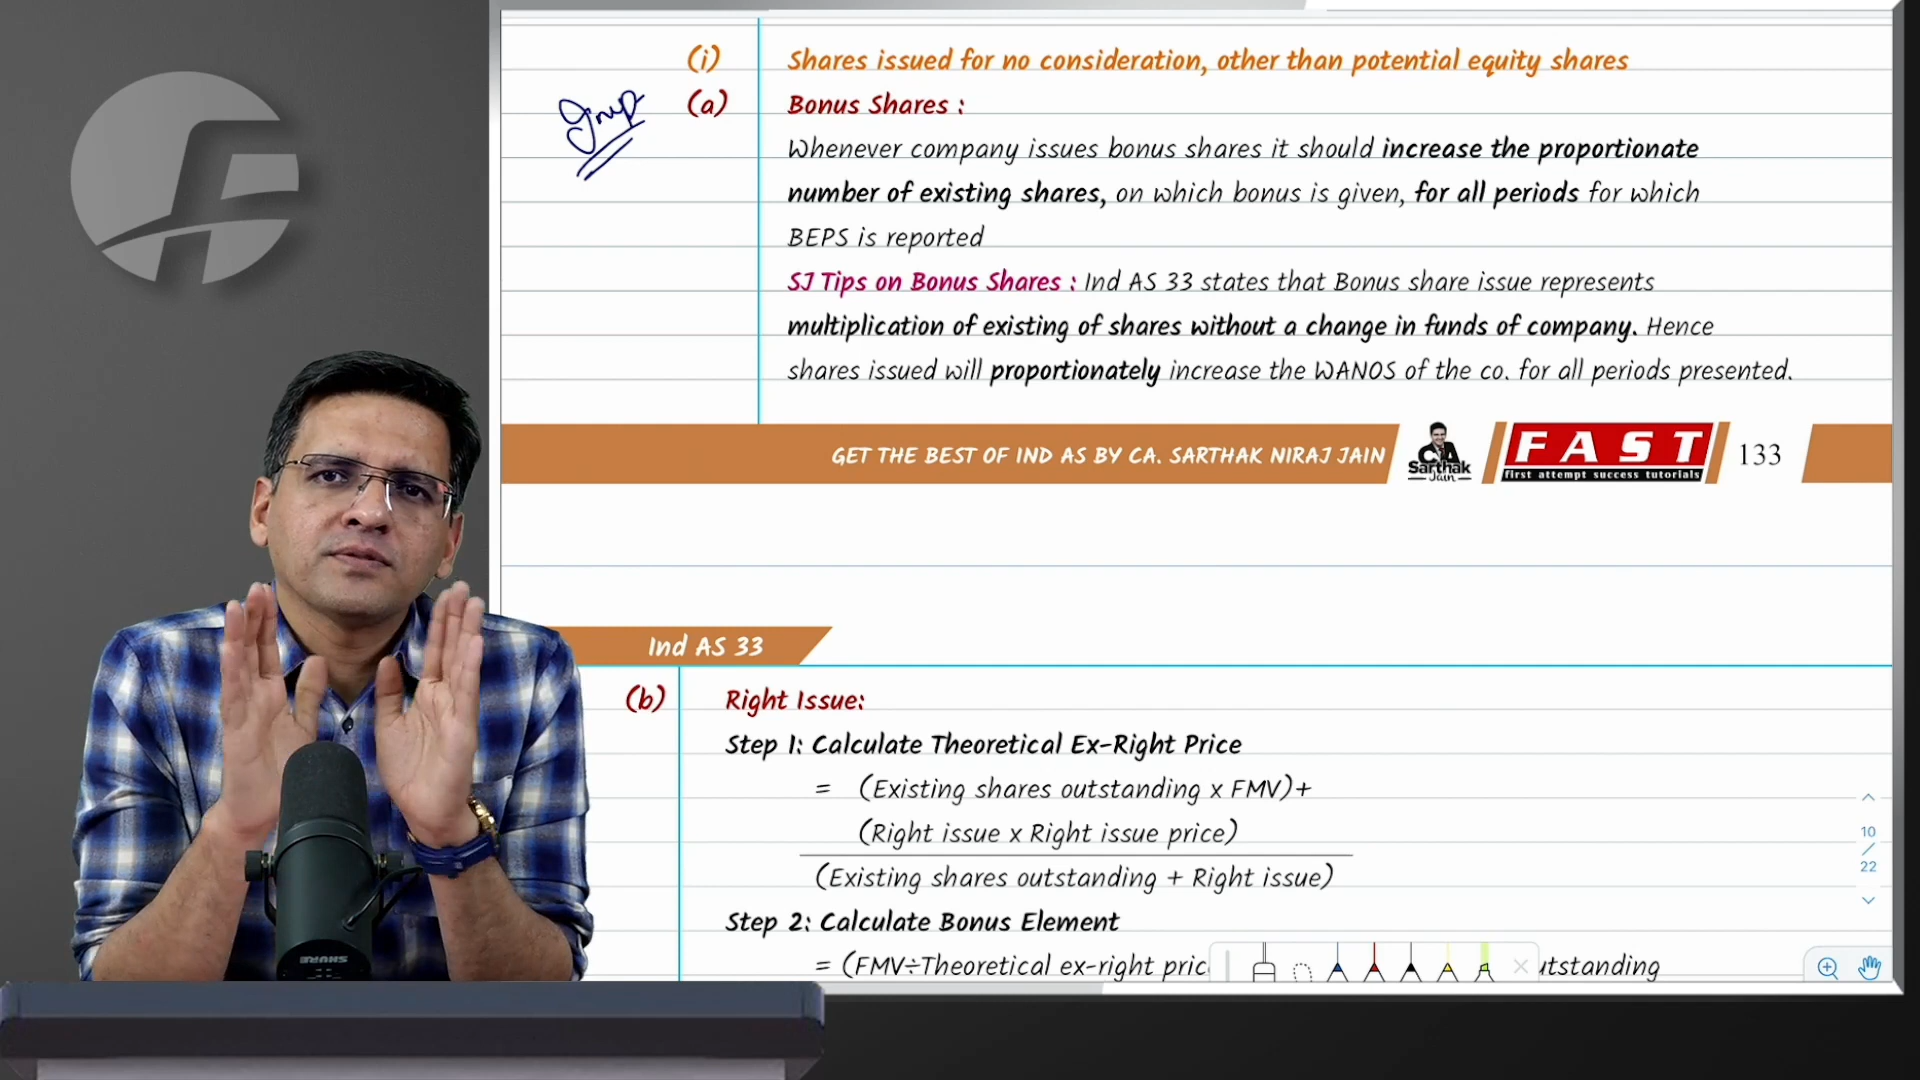 (i) Shares issued for no consideration, other than potential equity shares
Imp (a) Bonus Shares :
Whenever company issues bonus shares it should increase the proportionate
number of existing shares, on which bonus is given, for all periods for which
BEPS is reported
SJ Tips on Bonus Shares : Ind AS 33 states that Bonus share issue represents
multiplication of existing of shares without a change in funds of company. Hence
shares issued will proportionately increase the WANOS of the co. for all periods presented.
GET THE BEST OF IND AS BY CA. SARTHAK NIRAJ JAIN
CA
Sarthak
Jain
FAST
first attempt success tutorials
133
Ind AS 33
(b) Right Issue:
Step 1: Calculate Theoretical Ex-Right Price
= (Existing shares outstanding x FMV)+
(Right issue x Right issue price)
(Existing shares outstanding + Right issue)
Step 2: Calculate Bonus Element
= (FMV÷Theoretical ex-right pric utstanding
10
/
22
SHURE